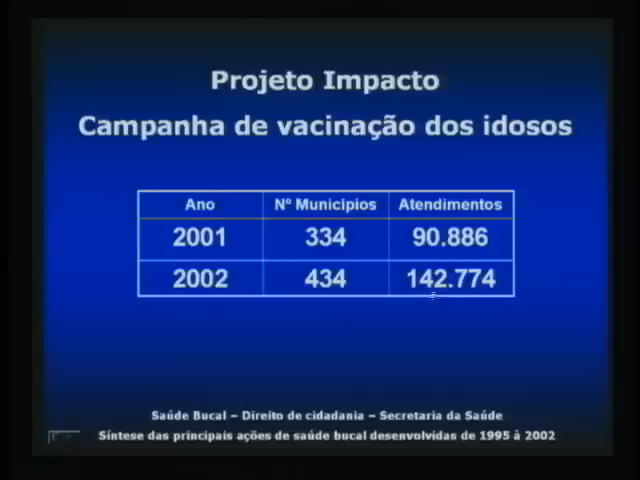 Projeto Impacto
Campanha de vacinação dos idosos
Ano Nº Municipios Atendimentos
2001 334 90.886
2002 434 142.774
Saúde Bucal – Direito de cidadania – Secretaria da Saúde
Síntese das principais ações de saúde bucal desenvolvidas de 1995 à 2002